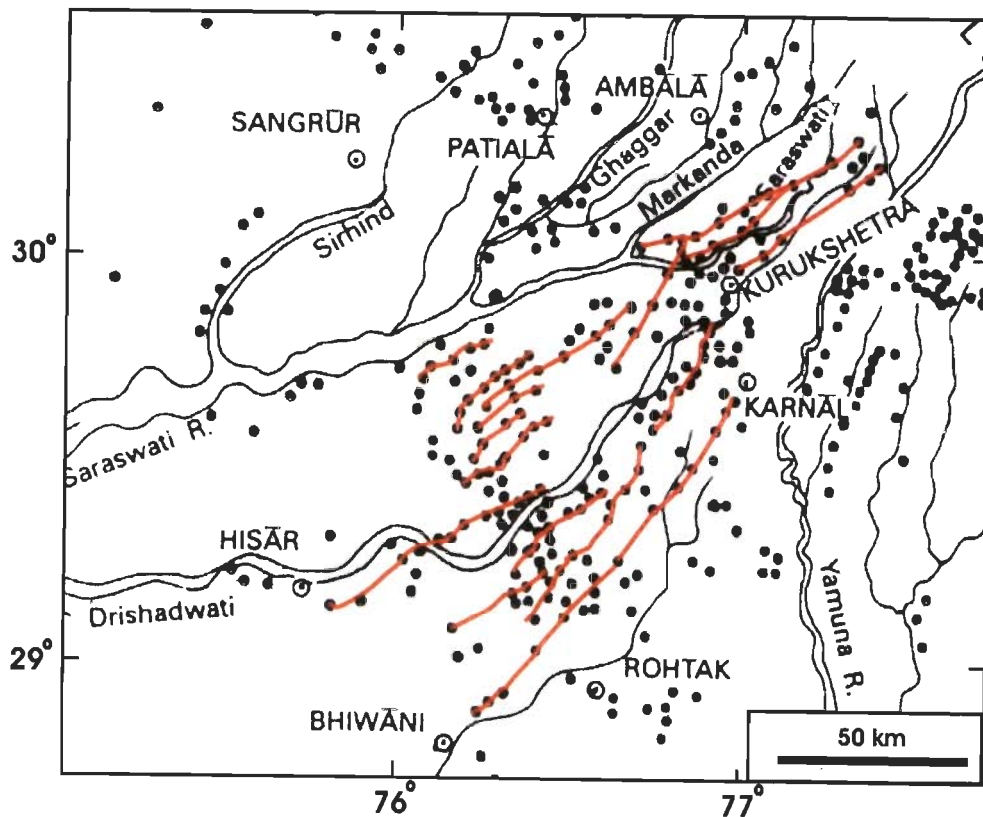 AMBĀLĀ
SANGRŪR
PATIALĀ
Ghaggar
Markanda
Saraswati
Sirhind
30°
KURUKSHETRA
KARNĀL
Saraswati R.
HISĀR
Drishadwati
Yamuna R.
29°
ROHTAK
BHIWĀNI
50 km
76°
77°